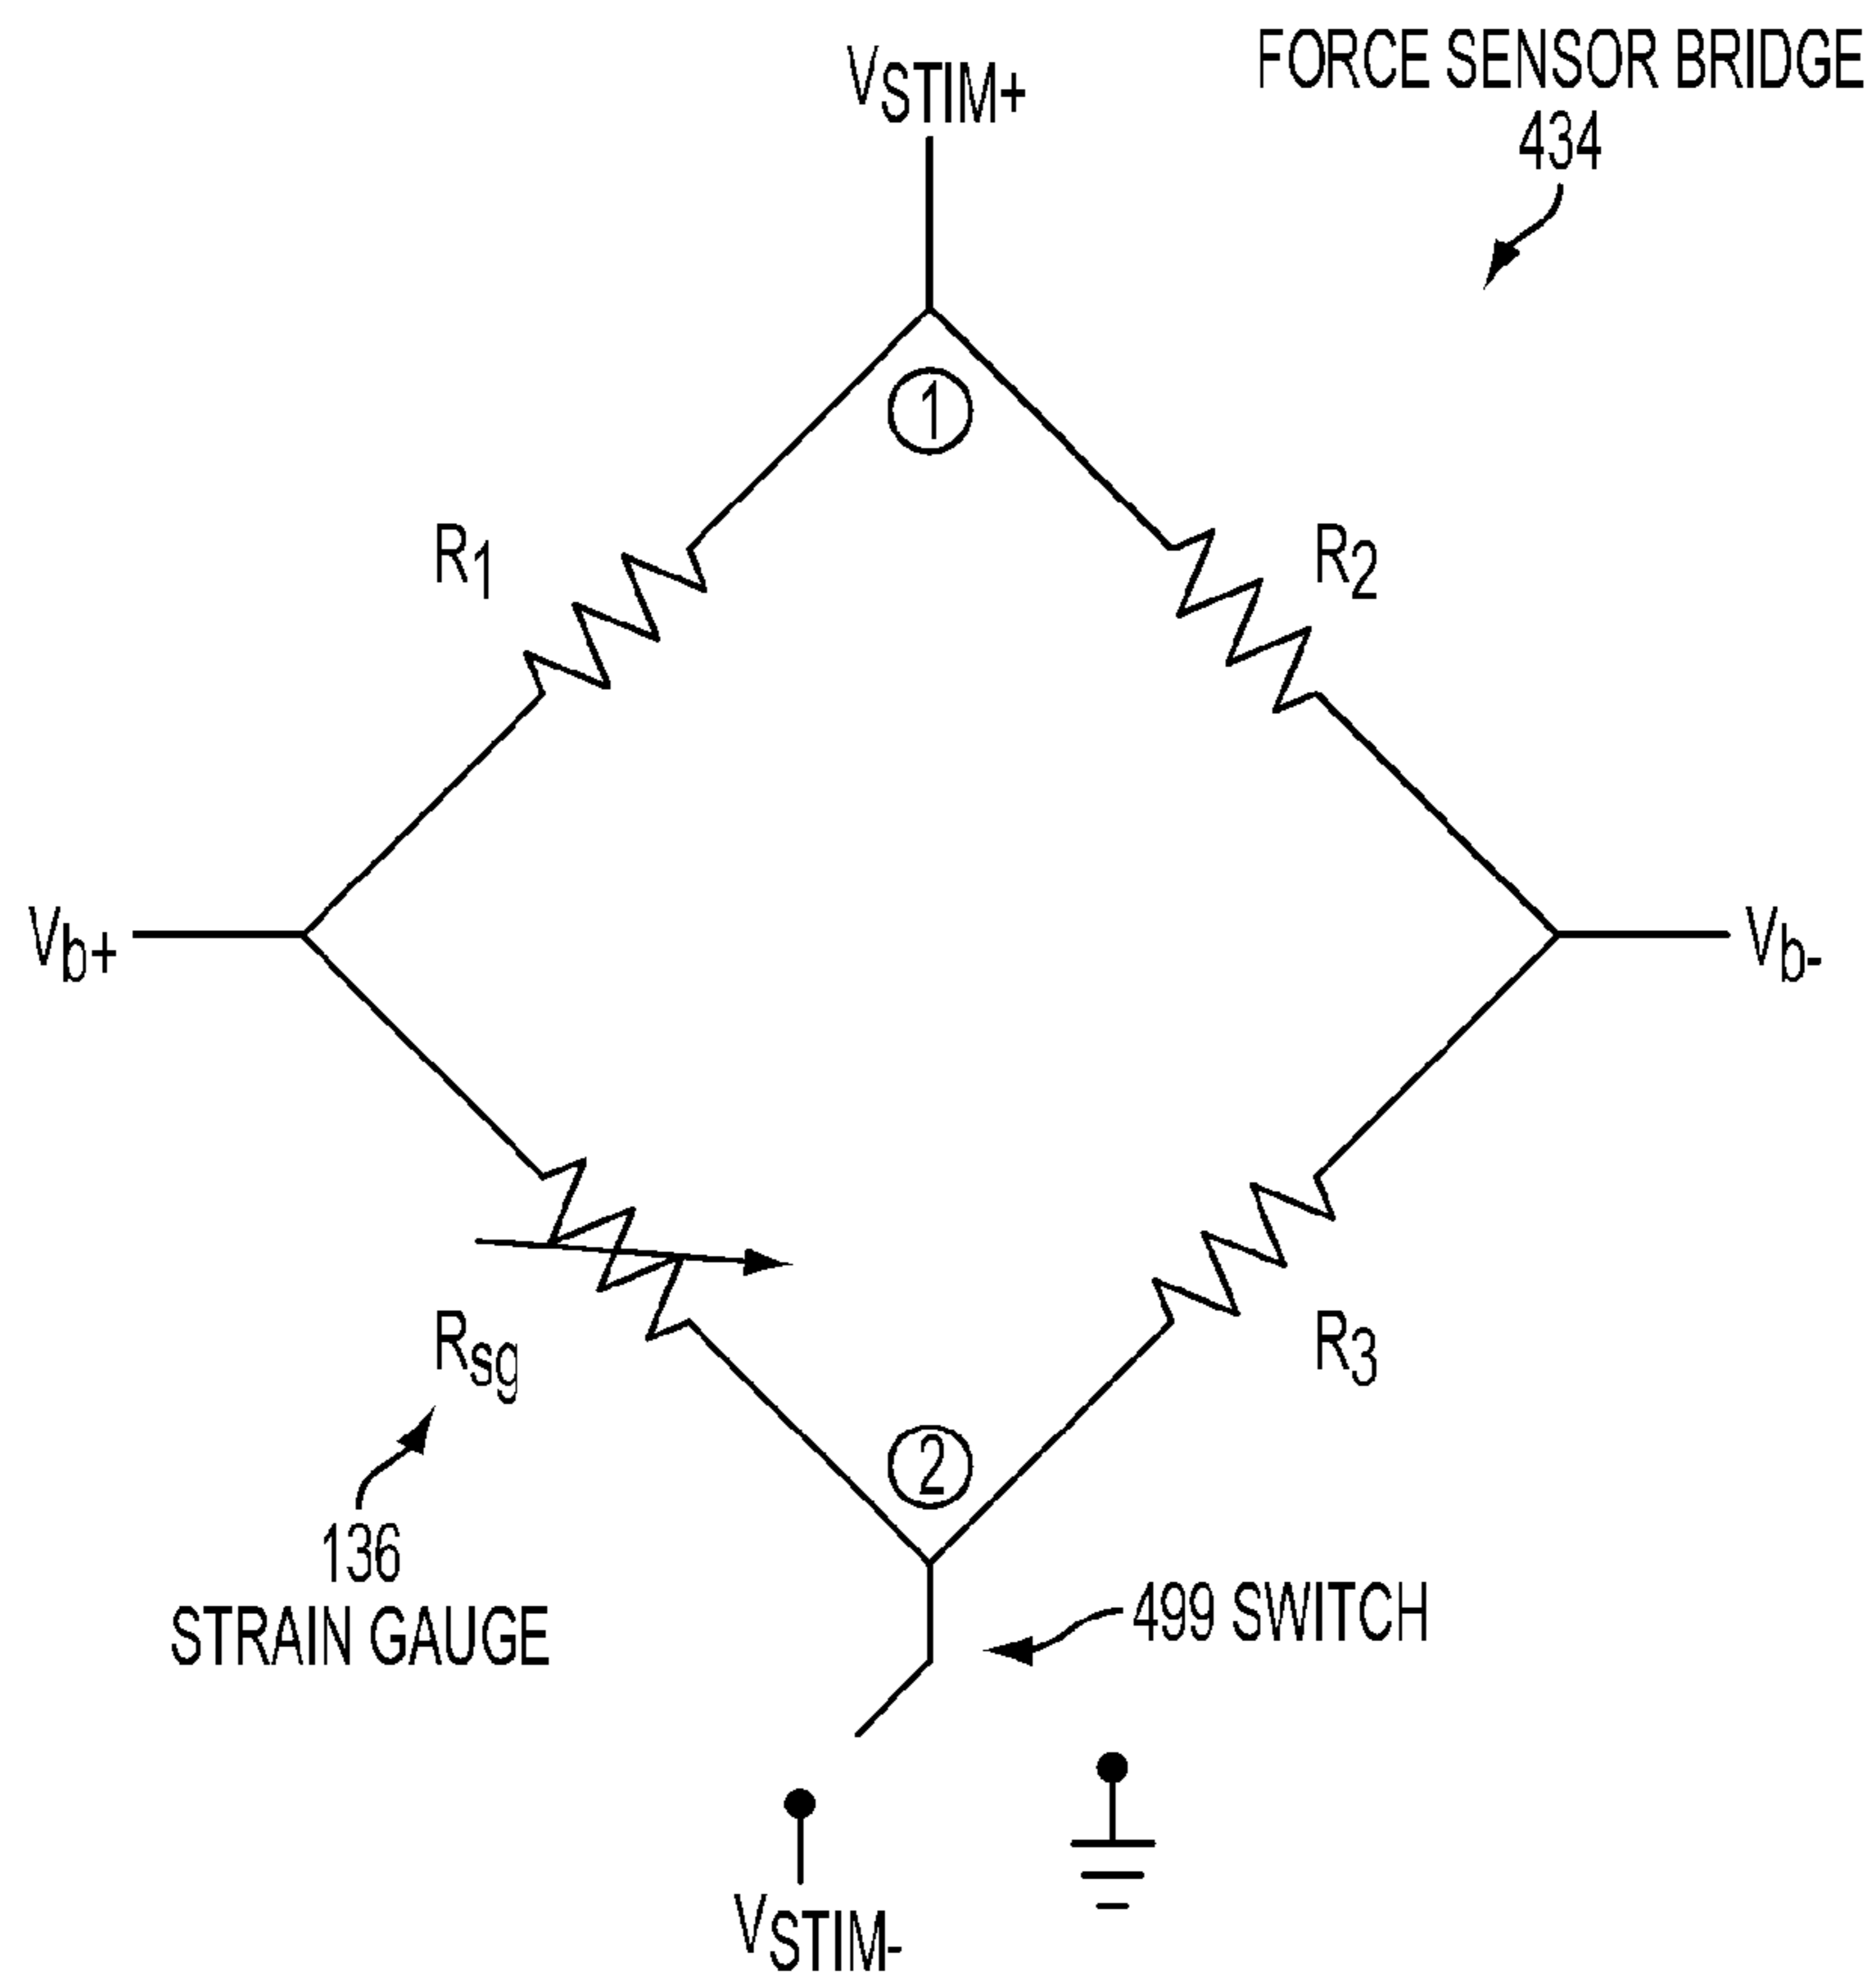 FORCE SENSOR BRIDGE
434
VSTIM+
1
R1
R2
Vb+
Vb-
Rsg
R3
136
STRAIN GAUGE
2
499 SWITCH
VSTIM-